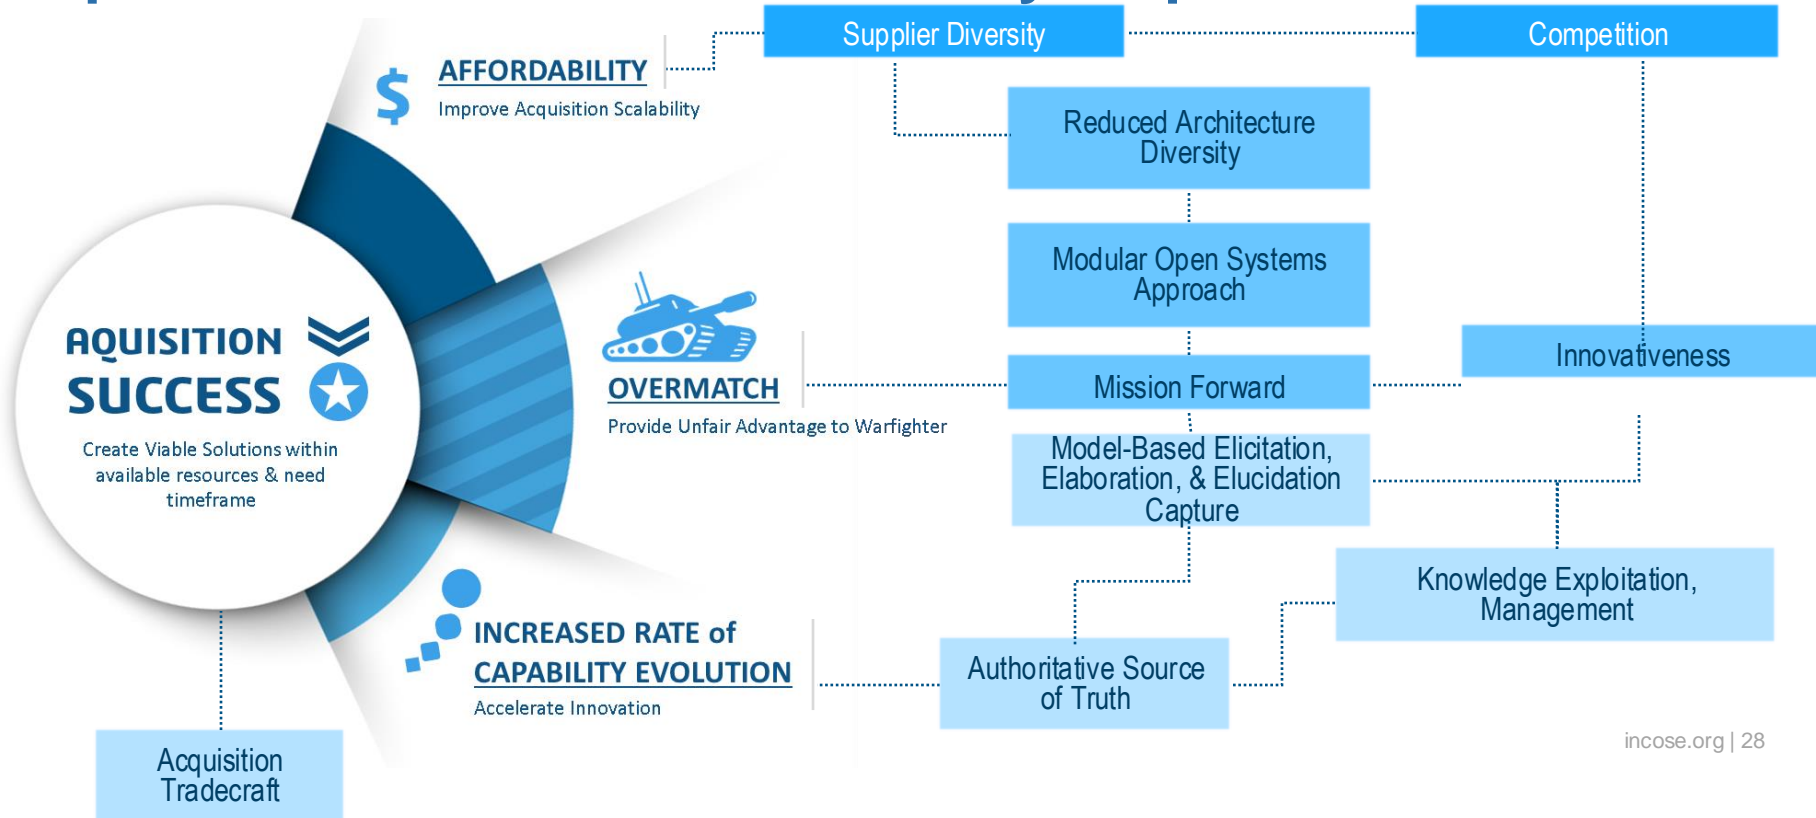 $
AFFORDABILITY
Improve Acquisition Scalability
Supplier Diversity
Competition
Reduced Architecture
Diversity
Modular Open Systems
Approach
AQUISITION
SUCCESS
Create Viable Solutions within
available resources & need
timeframe
OVERMATCH
Provide Unfair Advantage to Warfighter
Mission Forward
Innovativeness
Model-Based Elicitation,
Elaboration, & Elucidation
Capture
Knowledge Exploitation,
Management
INCREASED RATE of
CAPABILITY EVOLUTION
Accelerate Innovation
Authoritative Source
of Truth
Acquisition
Tradecraft
incose.org | 28